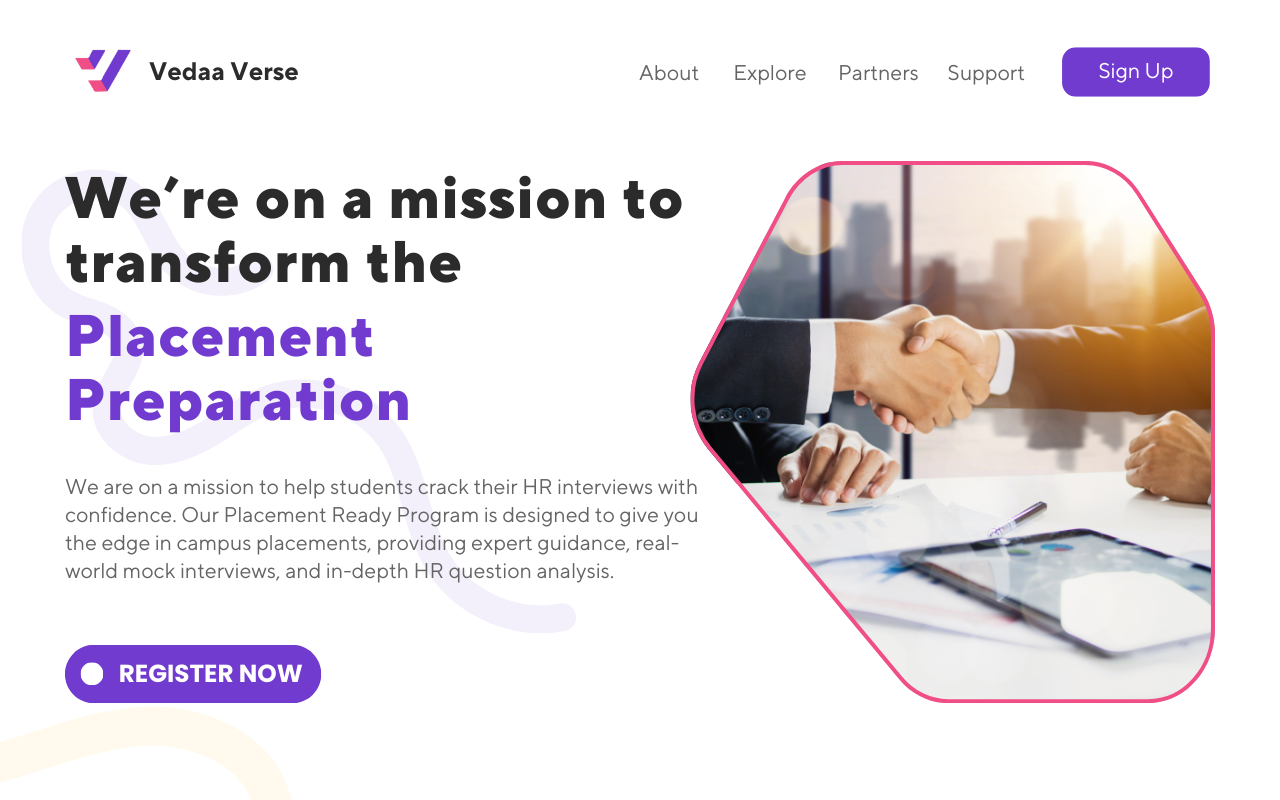 Vedaa Verse
About Explore Partners Support Sign Up
We’re on a mission to
transform the
Placement
Preparation
We are on a mission to help students crack their HR interviews with
confidence. Our Placement Ready Program is designed to give you
the edge in campus placements, providing expert guidance, real-
world mock interviews, and in-depth HR question analysis.
REGISTER NOW